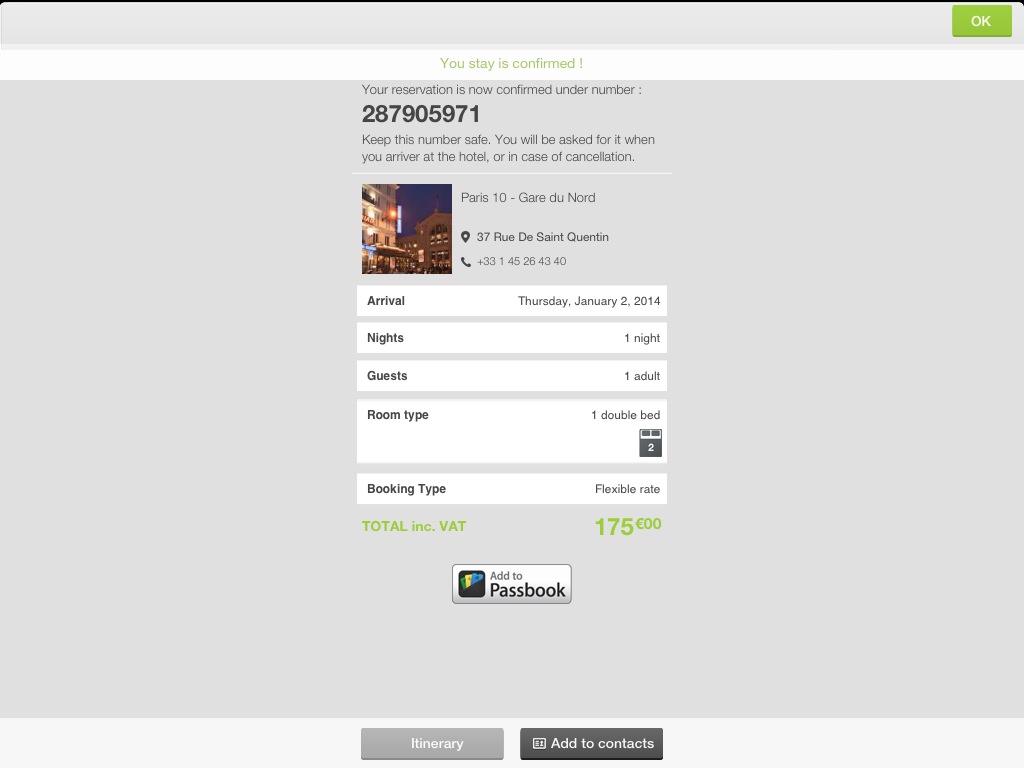 OK
You stay is confirmed !
Your reservation is now confirmed under number :
287905971
Keep this number safe. You will be asked for it when
you arriver at the hotel, or in case of cancellation.
Paris 10 - Gare du Nord
37 Rue De Saint Quentin
+33 1 45 26 43 40
Arrival Thursday, January 2, 2014
Nights 1 night
Guests 1 adult
Room type 1 double bed
2
Booking Type Flexible rate
TOTAL inc. VAT 175€00
Add to
Passbook
Itinerary Add to contacts